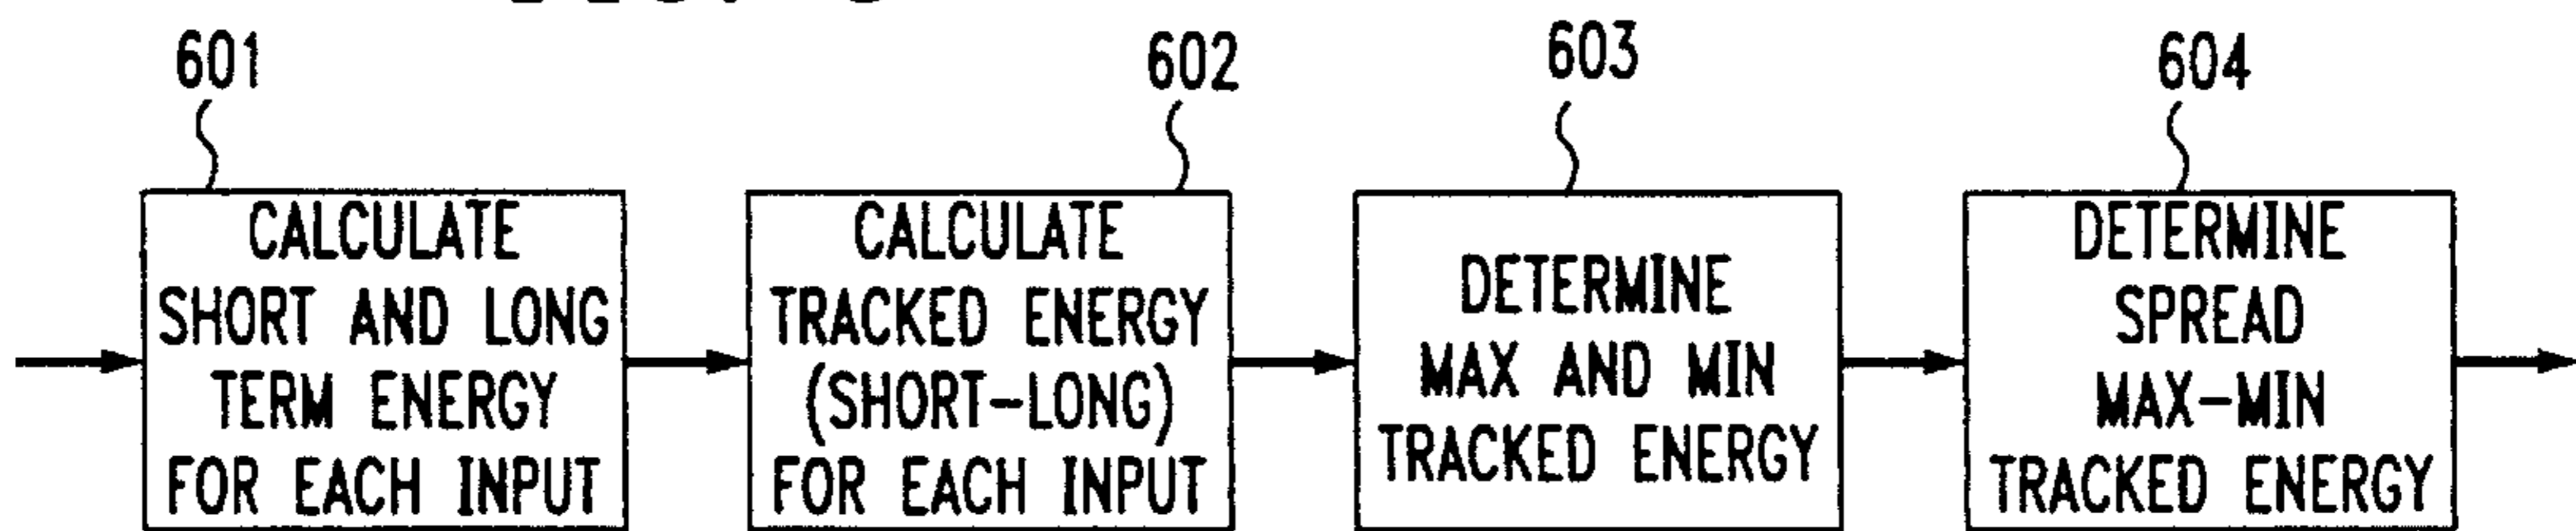 601
602
603
604
CALCULATE
SHORT AND LONG
TERM ENERGY
FOR EACH INPUT
CALCULATE
TRACKED ENERGY
(SHORT-LONG)
FOR EACH INPUT
DETERMINE
MAX AND MIN
TRACKED ENERGY
DETERMINE
SPREAD
MAX-MIN
TRACKED ENERGY